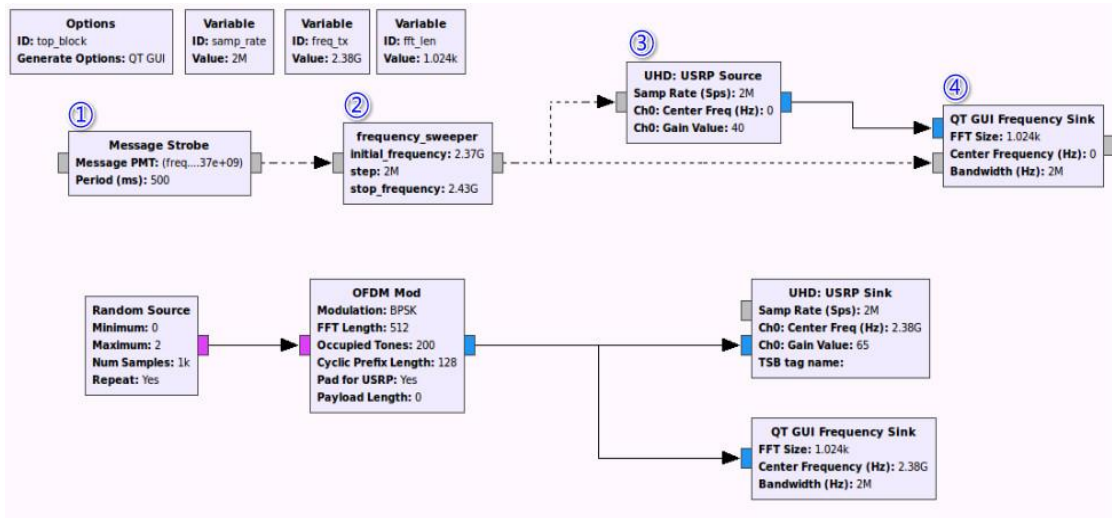 Options
ID: top_block
Generate Options: QT GUI
Variable
ID: samp_rate
Value: 2M
Variable
ID: freq_tx
Value: 2.38G
Variable
ID: fft_len
Value: 1.024k
①
Message Strobe
Message PMT: (freq....37e+09)
Period (ms): 500
②
frequency_sweeper
initial_frequency: 2.37G
step: 2M
stop_frequency: 2.43G
③
UHD: USRP Source
Samp Rate (Sps): 2M
Ch0: Center Freq (Hz): 0
Ch0: Gain Value: 40
④
QT GUI Frequency Sink
FFT Size: 1.024k
Center Frequency (Hz): 0
Bandwidth (Hz): 2M
Random Source
Minimum: 0
Maximum: 2
Num Samples: 1k
Repeat: Yes
OFDM Mod
Modulation: BPSK
FFT Length: 512
Occupied Tones: 200
Cyclic Prefix Length: 128
Pad for USRP: Yes
Payload Length: 0
UHD: USRP Sink
Samp Rate (Sps): 2M
Ch0: Center Freq (Hz): 2.38G
Ch0: Gain Value: 65
TSB tag name:
QT GUI Frequency Sink
FFT Size: 1.024k
Center Frequency (Hz): 2.38G
Bandwidth (Hz): 2M